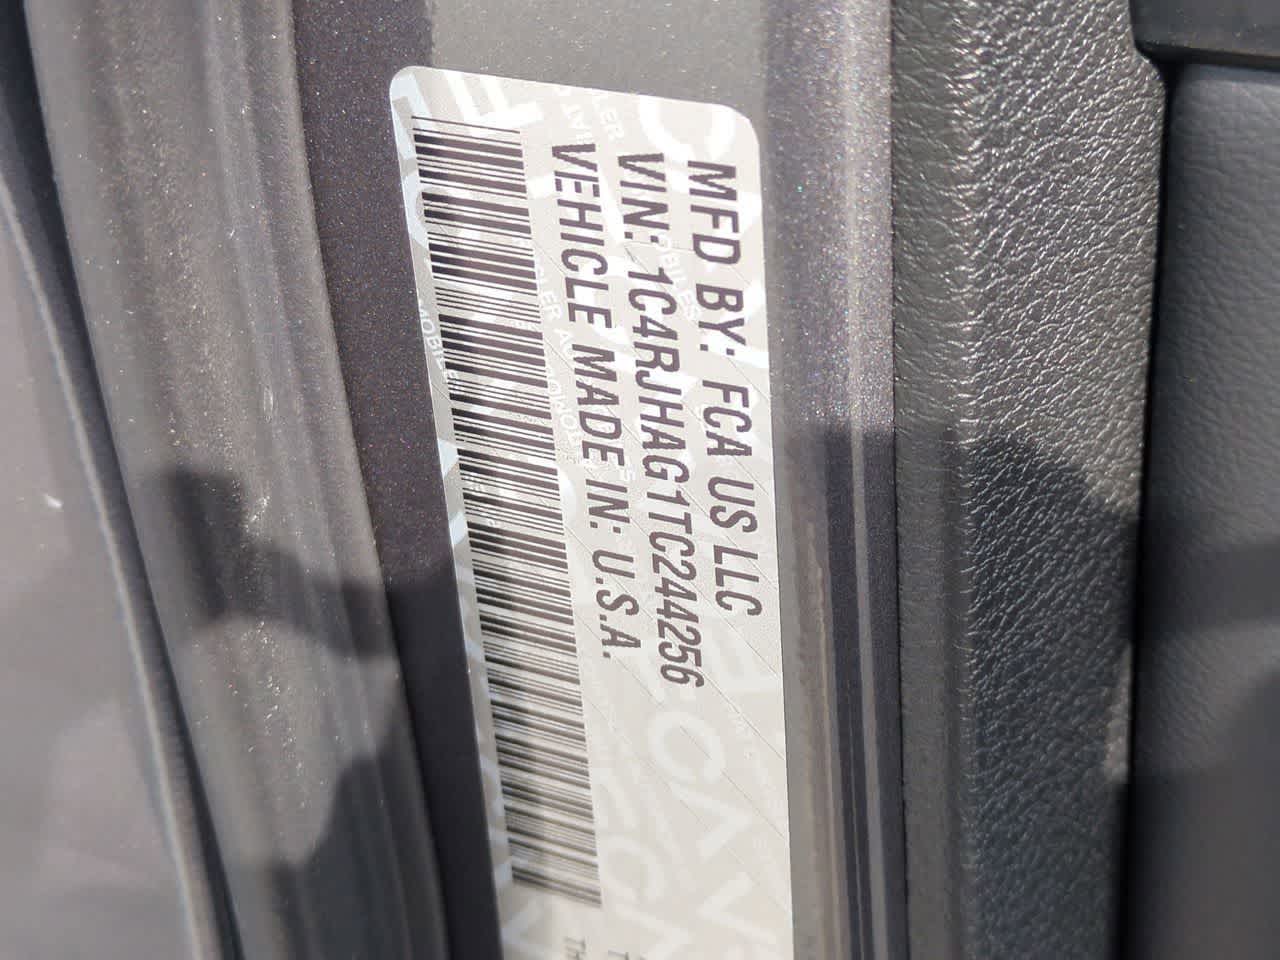 MFD BY: FCA US LLC
VIN: 1C4RJHAG1TC244256
VEHICLE MADE IN: U.S.A.